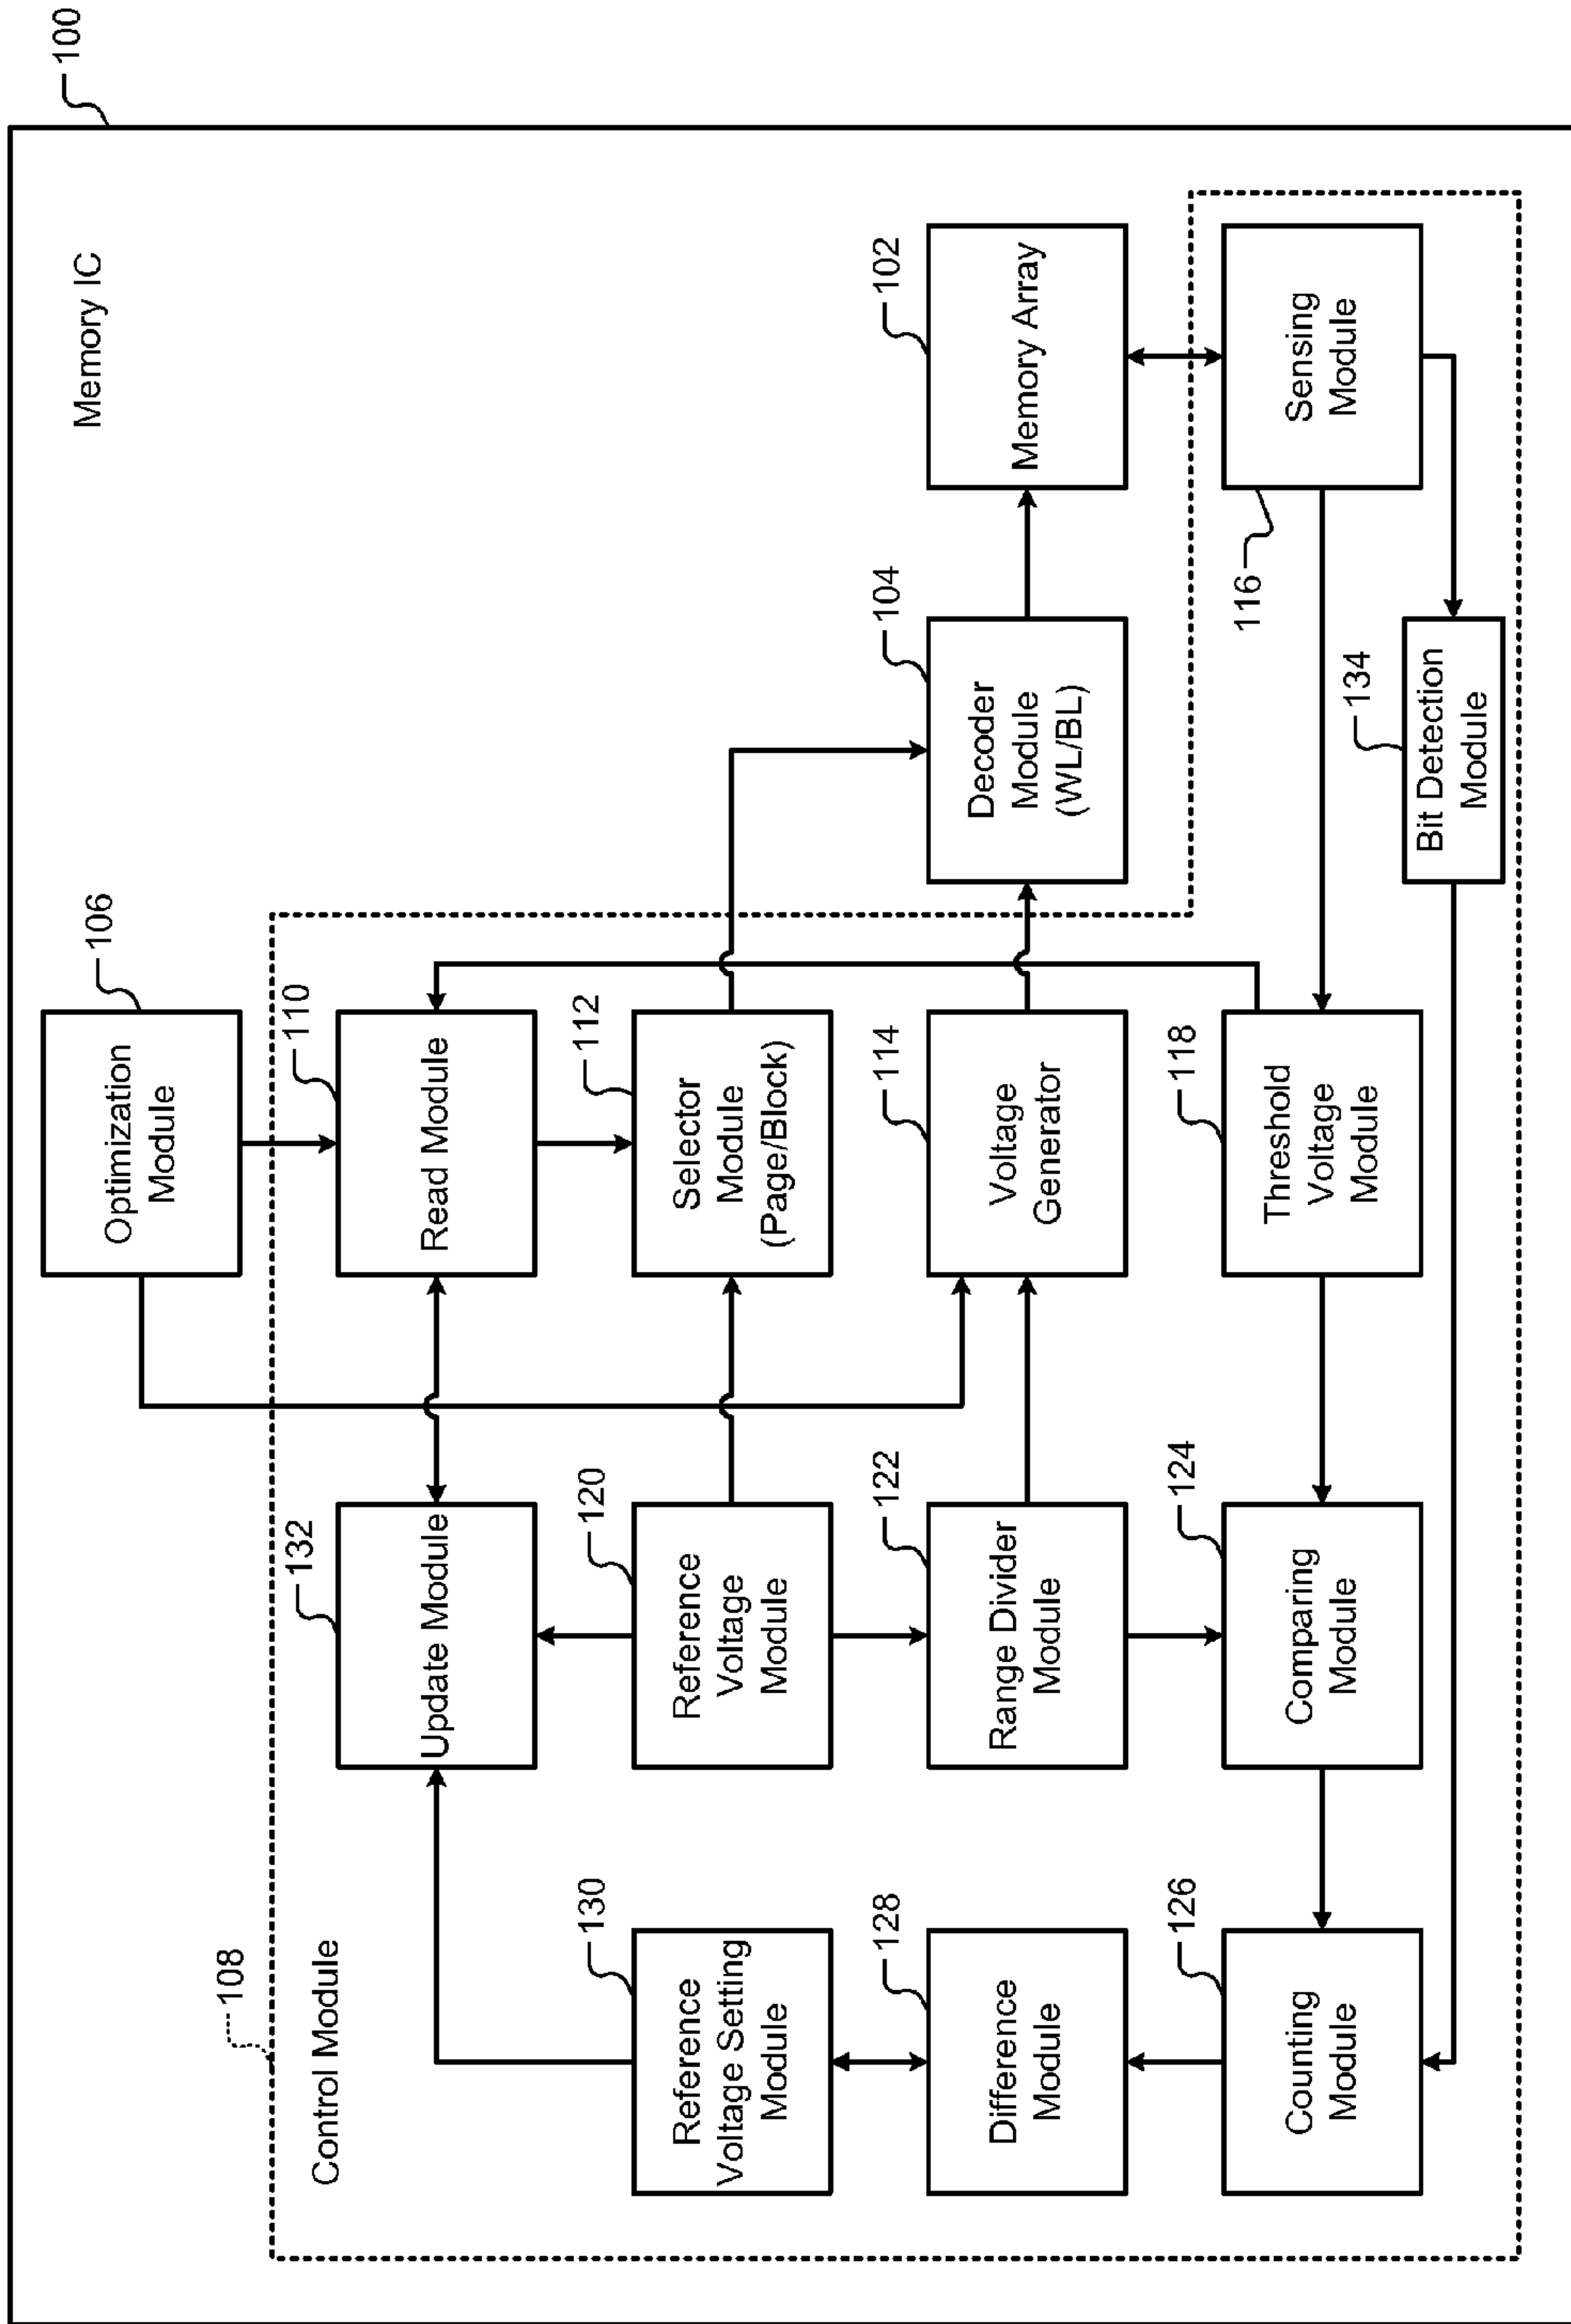 100
Memory IC
106
Optimization
Module
108
Control Module
132
Update Module
110
Read Module
130
Reference
Voltage Setting
Module
120
Reference
Voltage
Module
112
Selector
Module
(Page/Block)
128
Difference
Module
122
Range Divider
Module
114
Voltage
Generator
104
Decoder
Module
(WL/BL)
102
Memory Array
126
Counting
Module
124
Comparing
Module
118
Threshold
Voltage
Module
116
Sensing
Module
134
Bit Detection
Module